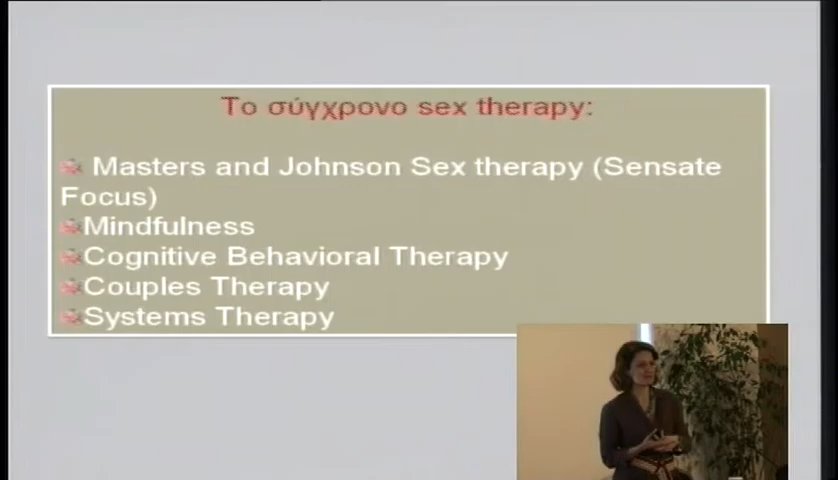 Το σύγχρονο sex therapy:
Masters and Johnson Sex therapy (Sensate
Focus)
Mindfulness
Cognitive Behavioral Therapy
Couples Therapy
Systems Therapy